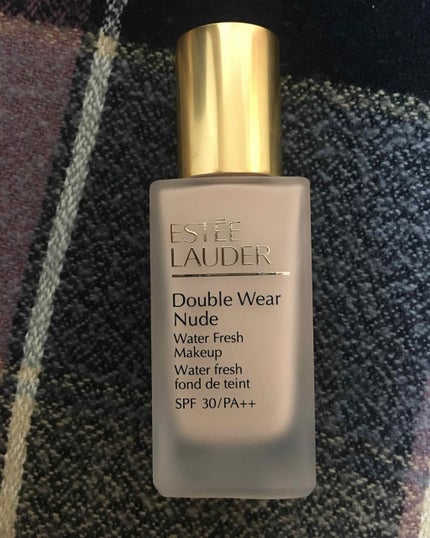 ESTĒE
LAUDER
Double Wear
Nude
Water Fresh
Makeup
Water fresh
fond de teint
SPF 30/PA++